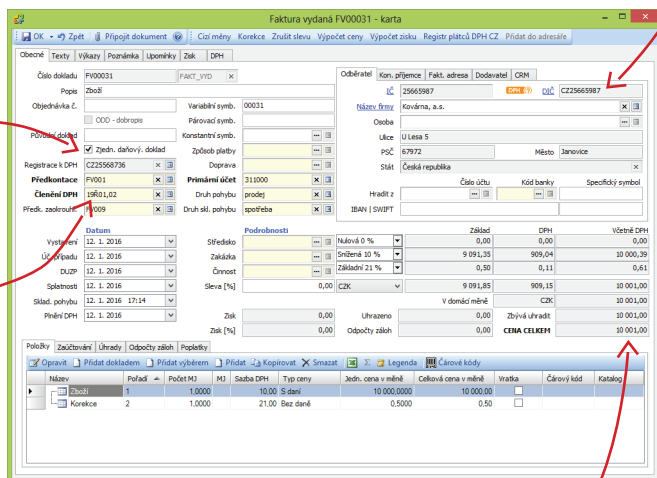 Faktura vydaná FV00031 - karta
OK Zpět Připojit dokument Cizí měny Korekce Zrušit slevu Výpočet ceny Výpočet zisku Registr plátců DPH CZ Přidat do adresáře
Obecné Texty Výkazy Poznámka Upomínky Zisk DPH
Číslo dokladu FV00031 FAKT_VYD
Popis Zboží
Objednávka č. Variabilní symb. 00031
ODD - dobropis Párovací symb.
Původní doklad Konstantní symb.
Zjedn. daňový. doklad Způsob platby
Registrace k DPH CZ25568736 Doprava
Předkontace FV001 Primární účet 311000
Členění DPH 19Ř01,02 Druh pohybu prodej
Předk. zaokrouhl. FV009 Druh skl. pohybu spotřeba
Odběratel Kon. příjemce Fakt. adresa Dodavatel CRM
IČ 25665987 DPH DIČ CZ25665987
Název firmy Kovárna, a.s.
Osoba
Ulice U Lesa 5
PSČ 67972 Město Janovice
Stát Česká republika
Číslo účtu Kód banky Specifický symbol
Hradit z
IBAN | SWIFT
Datum Podrobnosti
Vystavení 12. 1. 2016 Středisko
Úč. případu 12. 1. 2016 Zakázka
DUZP 12. 1. 2016 Činnost
Splatnosti 12. 1. 2016 Sleva [%] 0,00
Sklad. pohybu 12. 1. 2016 17:14
Plnění DPH 12. 1. 2016 Zisk 0,00
Zisk [%] 0,00
Základ DPH Včetně DPH
Nulová 0 % 0,00 0,00 0,00
Snížená 10 % 9 091,35 909,04 10 000,39
Základní 21 % 0,50 0,11 0,61
CZK 9 091,85 909,15 10 001,00
V domácí měně CZK 10 001,00
Uhrazeno 0,00 Zbývá uhradit 10 001,00
Odpočty záloh 0,00 CENA CELKEM 10 001,00
Položky Zaúčtování Úhrady Odpočty záloh Poplatky
Opravit Přidat dokladem Přidat výběrem Přidat Kopírovat Smazat Σ Legenda Čárové kódy
Název Pořadí Počet MJ MJ Sazba DPH Typ ceny Jedn. cena v měně Celková cena v měně Vratka Čárový kód Katalog
Zboží 1 1,0000 10,00 S daní 10 000,0000 10 000,00
Korekce 2 1,0000 21,00 Bez daně 0,5000 0,50